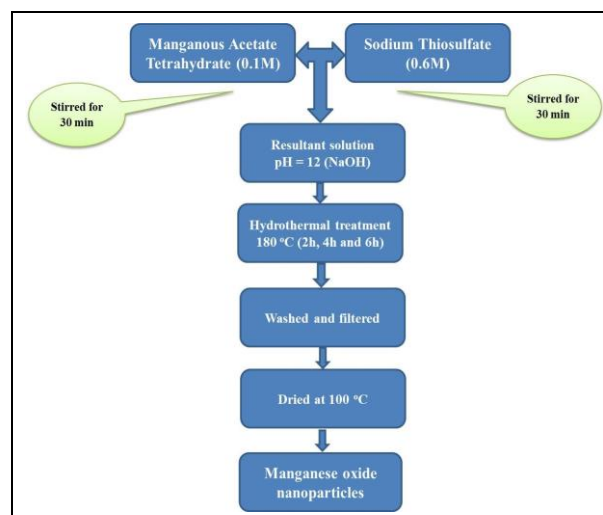 Manganous Acetate
Tetrahydrate (0.1M)
Sodium Thiosulfate
(0.6M)
Stirred for
30 min
Stirred for
30 min
Resultant solution
pH = 12 (NaOH)
Hydrothermal treatment
180 °C (2h, 4h and 6h)
Washed and filtered
Dried at 100 °C
Manganese oxide
nanoparticles